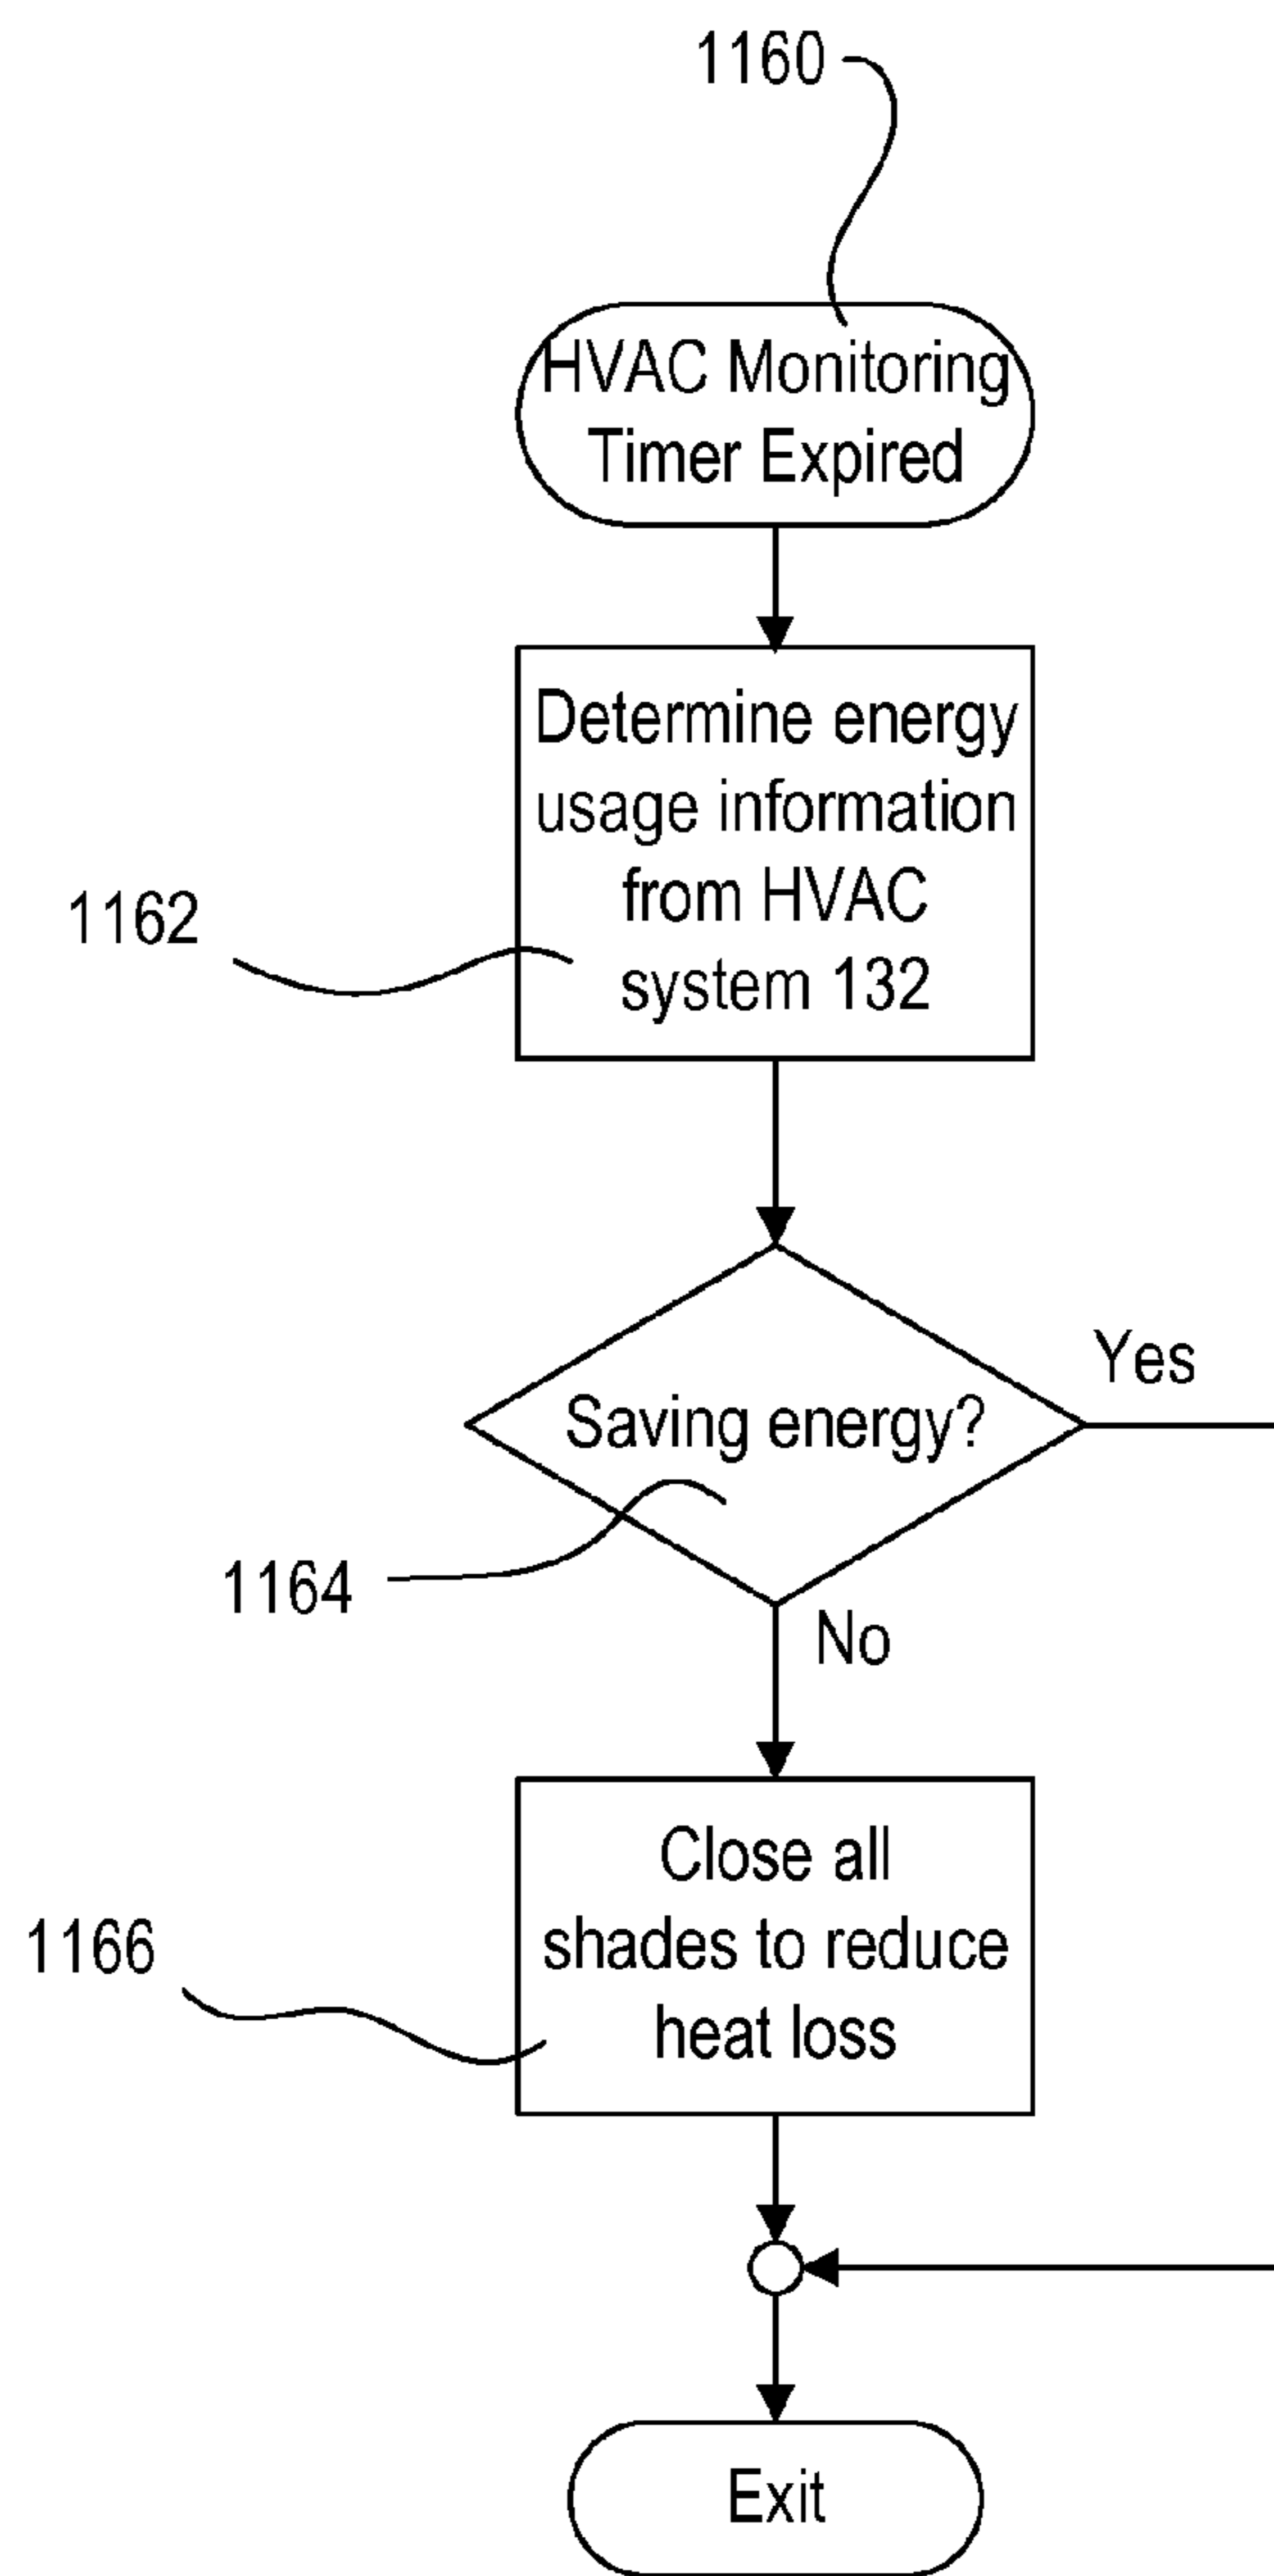 1160
HVAC Monitoring
Timer Expired
Determine energy
usage information
from HVAC
system 132
1162
Saving energy?
Yes
1164
No
Close all
shades to reduce
heat loss
1166
Exit